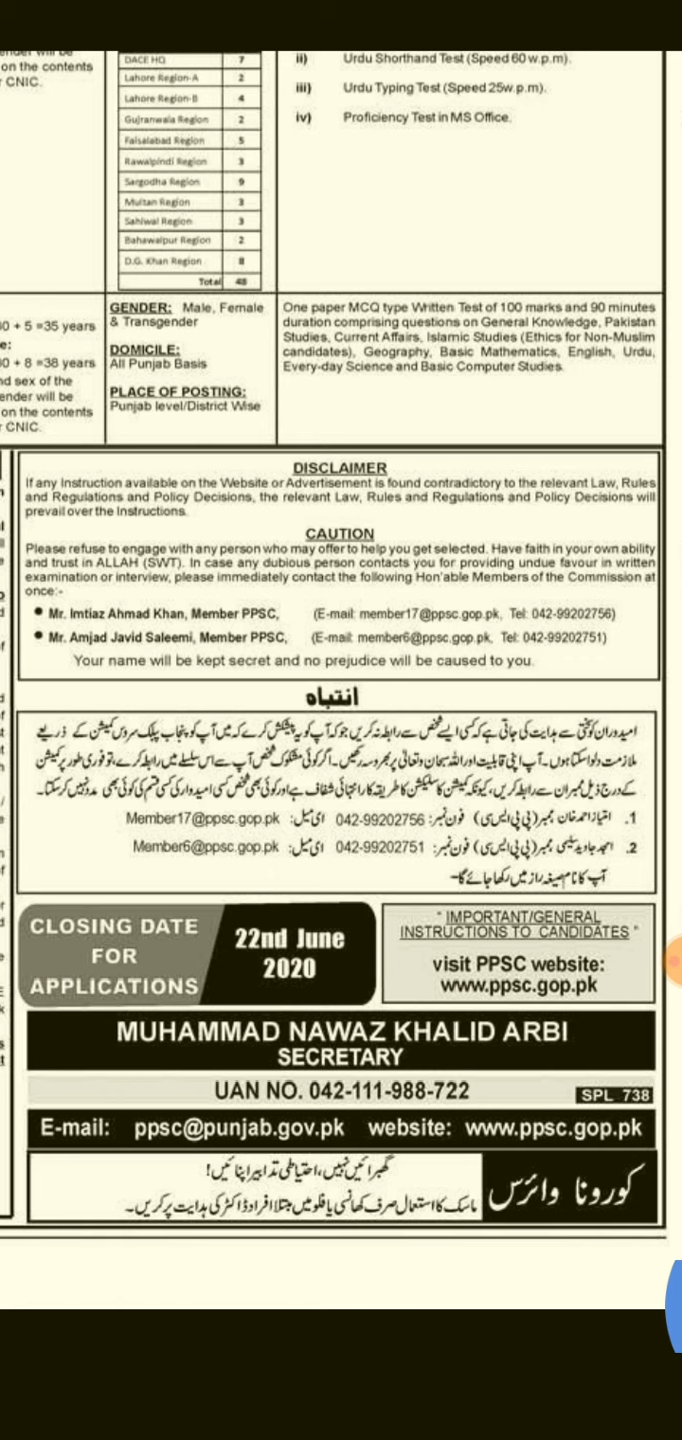 on the contents
CNIC.
DACE HQ 7
Lahore Region-A 2
Lahore Region-B 4
Gujranwala Region 2
Faisalabad Region 5
Rawalpindi Region 3
Sargodha Region 9
Multan Region 3
Sahiwal Region 3
Bahawalpur Region 2
D.G. Khan Region 8
Total 48
ii) Urdu Shorthand Test (Speed 60 w.p.m).
iii) Urdu Typing Test (Speed 25w.p.m).
iv) Proficiency Test in MS Office.
0 + 5 =35 years
e:
0 + 8 =38 years
nd sex of the
ender will be
on the contents
CNIC.
GENDER: Male, Female
& Transgender
DOMICILE:
All Punjab Basis
PLACE OF POSTING:
Punjab level/District Wise
One paper MCQ type Written Test of 100 marks and 90 minutes
duration comprising questions on General Knowledge, Pakistan
Studies, Current Affairs, Islamic Studies (Ethics for Non-Muslim
candidates), Geography, Basic Mathematics, English, Urdu,
Every-day Science and Basic Computer Studies.
DISCLAIMER
If any Instruction available on the Website or Advertisement is found contradictory to the relevant Law, Rules
and Regulations and Policy Decisions, the relevant Law, Rules and Regulations and Policy Decisions will
prevail over the Instructions.
CAUTION
Please refuse to engage with any person who may offer to help you get selected. Have faith in your own ability
and trust in ALLAH (SWT). In case any dubious person contacts you for providing undue favour in written
examination or interview, please immediately contact the following Hon'able Members of the Commission at
once:-
● Mr. Imtiaz Ahmad Khan, Member PPSC, (E-mail: member17@ppsc.gop.pk, Tel: 042-99202756)
● Mr. Amjad Javid Saleemi, Member PPSC, (E-mail: member6@ppsc.gop.pk, Tel: 042-99202751)
Your name will be kept secret and no prejudice will be caused to you.
انتباہ
امیدوران کو سختی سے ہدایت کی جاتی ہے کہ کسی ایسے شخص سے رابطہ نہ کریں جو کہ آپ کو یہ پیشکش کرے کہ میں آپ کو پنجاب پبلک سروس کمیشن کے ذریعے
ملازمت دلوا سکتا ہوں۔ آپ اپنی قابلیت اور اللہ سبحان وتعالیٰ پر بھروسہ رکھیں۔ اگر کوئی مشکوک شخص آپ سے اس سلسلے میں رابطہ کرے، تو فوری طور پر کمیشن
کے درج ذیل ممبران سے رابطہ کریں، کیونکہ کمیشن کا سلیکشن کا طریقہ کار انتہائی شفاف ہے اور کوئی بھی شخص کسی امیدوار کی کسی قسم کی کوئی بھی مدد نہیں کر سکتا۔
1. امتیاز احمد خان ممبر (پی پی ایس سی) فون نمبر: 042-99202756 ای میل: Member17@ppsc.gop.pk
2. امجد جاوید سلیمی ممبر (پی پی ایس سی) فون نمبر: 042-99202751 ای میل: Member6@ppsc.gop.pk
آپ کا نام صیغہ راز میں رکھا جائے گا۔
CLOSING DATE
FOR
APPLICATIONS
22nd June
2020
" IMPORTANT/GENERAL
INSTRUCTIONS TO CANDIDATES "
visit PPSC website:
www.ppsc.gop.pk
MUHAMMAD NAWAZ KHALID ARBI
SECRETARY
UAN NO. 042-111-988-722
SPL 738
E-mail: ppsc@punjab.gov.pk website: www.ppsc.gop.pk
کورونا وائرس
گھبرائیں نہیں، احتیاطی تدابیر اپنائیں!
ماسک کا استعمال صرف کھانسی یا فلو میں مبتلا افراد ڈاکٹر کی ہدایت پر کریں۔